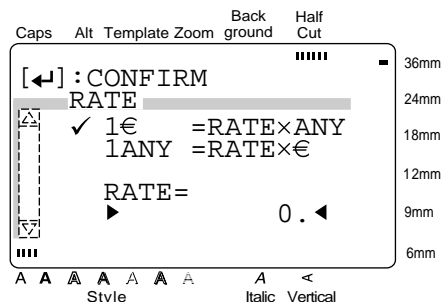 Back Half
Caps Alt Template Zoom ground Cut
[↵]:CONFIRM
36mm
RATE
24mm
✓ 1€ =RATE×ANY
18mm
1ANY =RATE×€
12mm
RATE=
▶ 0.◀
9mm
6mm
A A A A A A A A A
Style Italic Vertical